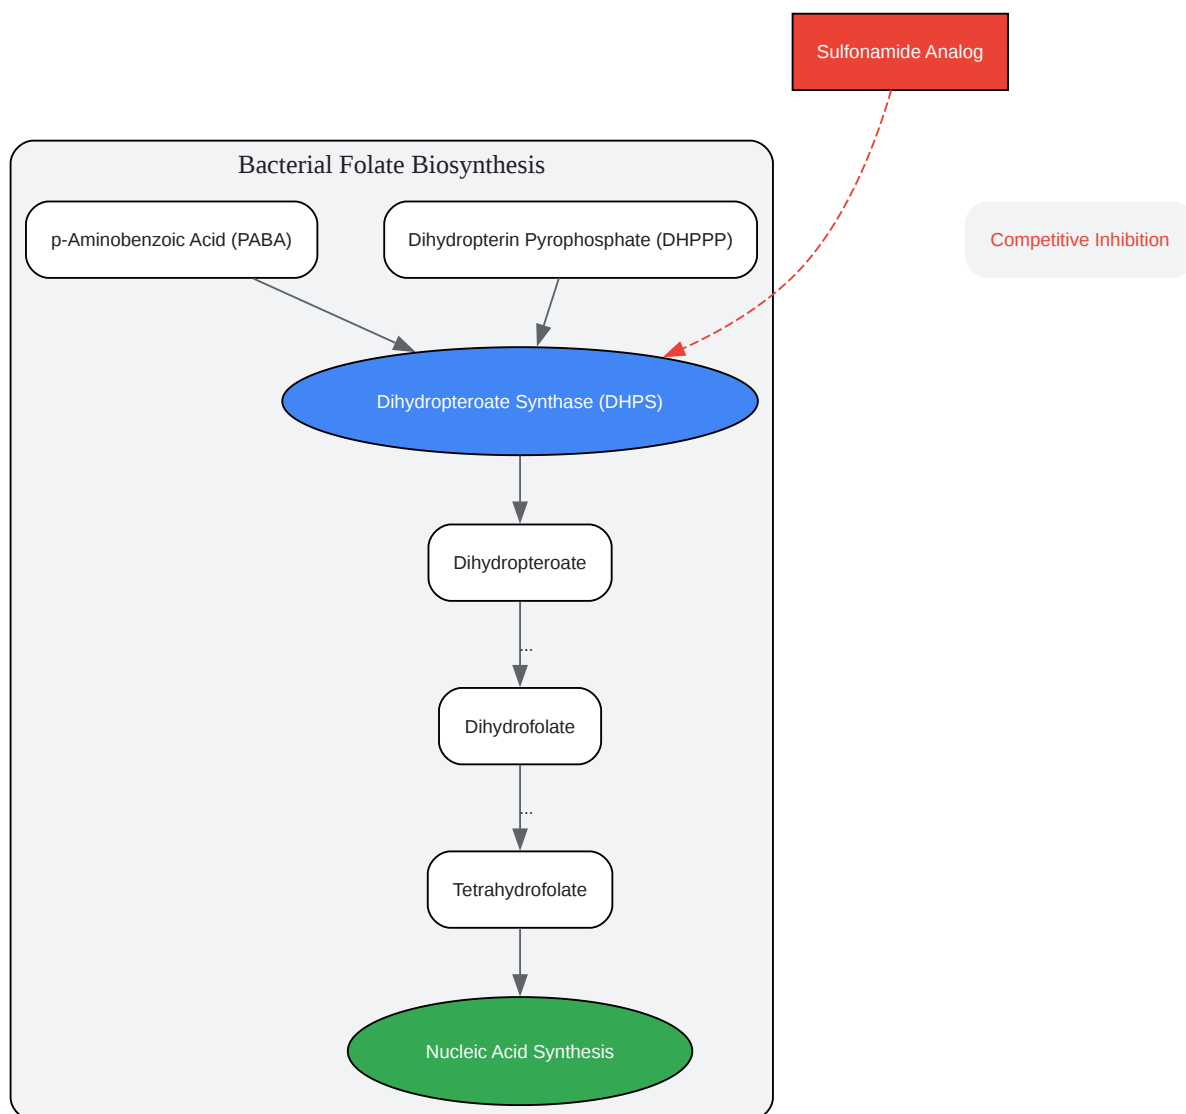 Sulfonamide Analog
Bacterial Folate Biosynthesis
p-Aminobenzoic Acid (PABA)
Dihydropterin Pyrophosphate (DHPPP)
Competitive Inhibition
Dihydropteroate Synthase (DHPS)
Dihydropteroate
...
Dihydrofolate
...
Tetrahydrofolate
Nucleic Acid Synthesis